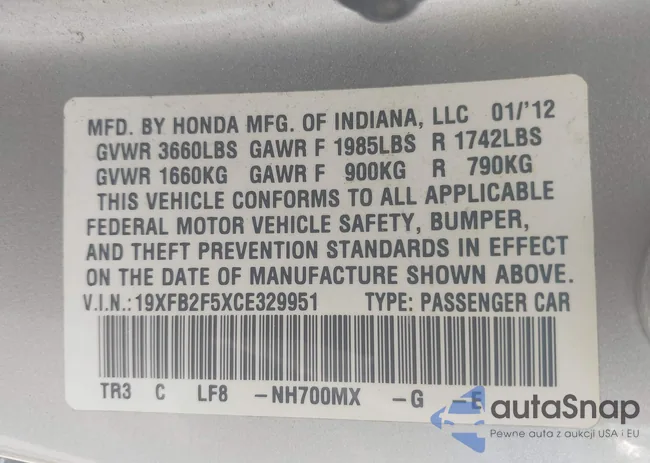 MFD. BY HONDA MFG. OF INDIANA, LLC 01/'12
GVWR 3660LBS GAWR F 1985LBS R 1742LBS
GVWR 1660KG GAWR F 900KG R 790KG
THIS VEHICLE CONFORMS TO ALL APPLICABLE
FEDERAL MOTOR VEHICLE SAFETY, BUMPER,
AND THEFT PREVENTION STANDARDS IN EFFECT
ON THE DATE OF MANUFACTURE SHOWN ABOVE.
V.I.N.:19XFB2F5XCE329951 TYPE: PASSENGER CAR
TR3 C LF8 -NH700MX -G -E
autaSnap
Pewne auta z aukcji USA i EU